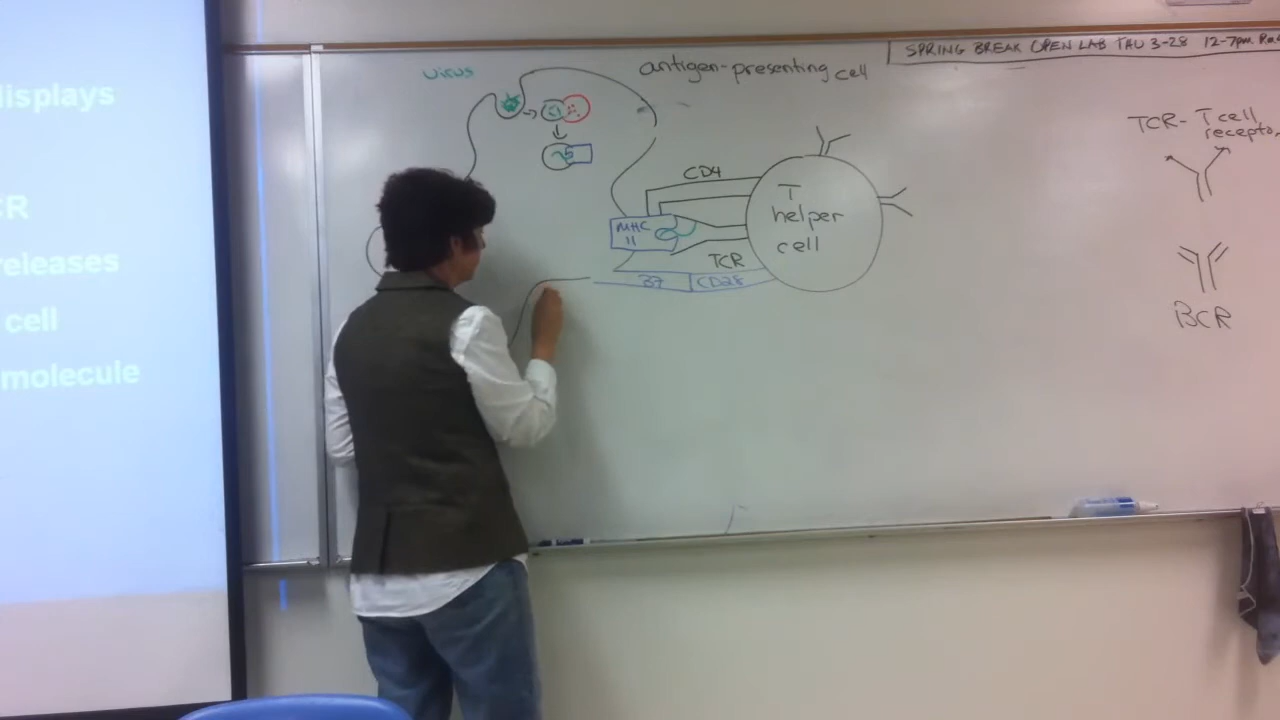 displays
CR
releases
cell
molecule
SPRING BREAK OPEN LAB THU 3-28 12-7pm
virus
antigen-presenting cell
TCR- T cell
receptor
CD4
T
helper
cell
MHC
II
TCR
B7
CD28
BCR